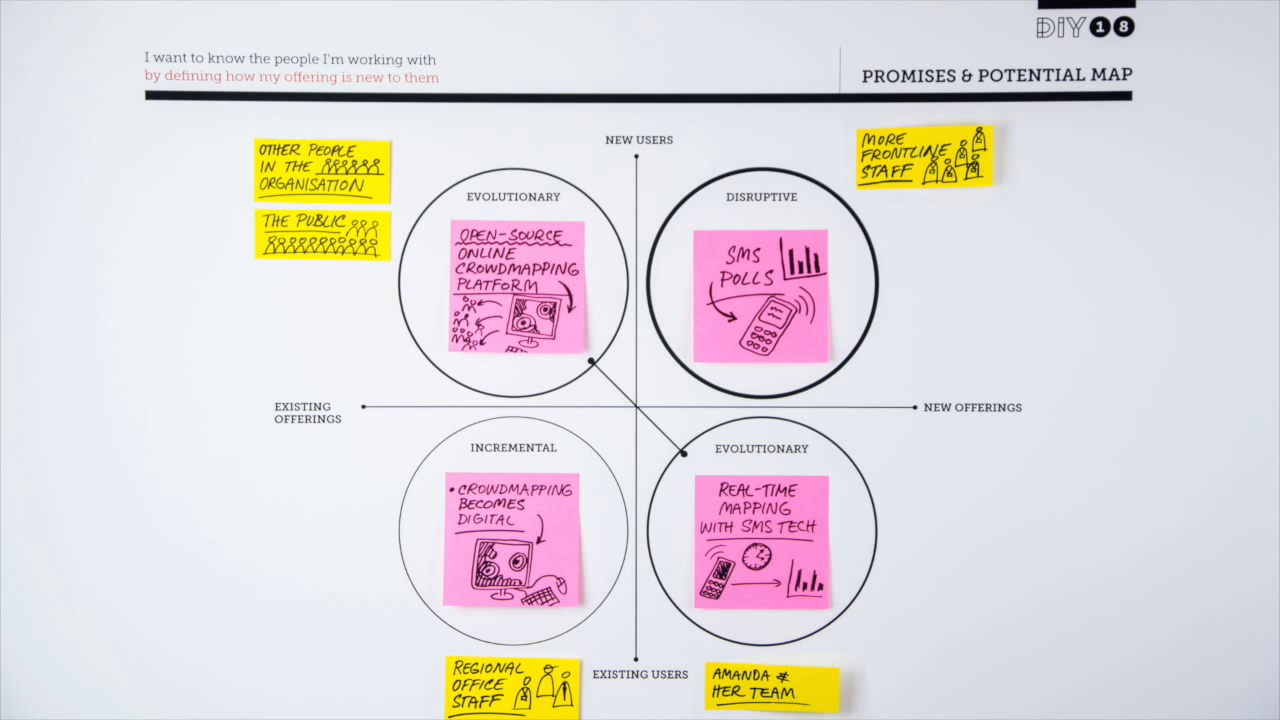 DIY 18
I want to know the people I'm working with
by defining how my offering is new to them
PROMISES & POTENTIAL MAP
NEW USERS
OTHER PEOPLE
IN THE
ORGANISATION
THE PUBLIC
MORE
FRONTLINE
STAFF
EVOLUTIONARY
OPEN-SOURCE
ONLINE
CROWDMAPPING
PLATFORM
DISRUPTIVE
SMS
POLLS
EXISTING
OFFERINGS
NEW OFFERINGS
INCREMENTAL
• CROWDMAPPING
BECOMES
DIGITAL
EVOLUTIONARY
REAL-TIME
MAPPING
WITH SMS TECH
REGIONAL
OFFICE
STAFF
EXISTING USERS
AMANDA &
HER TEAM